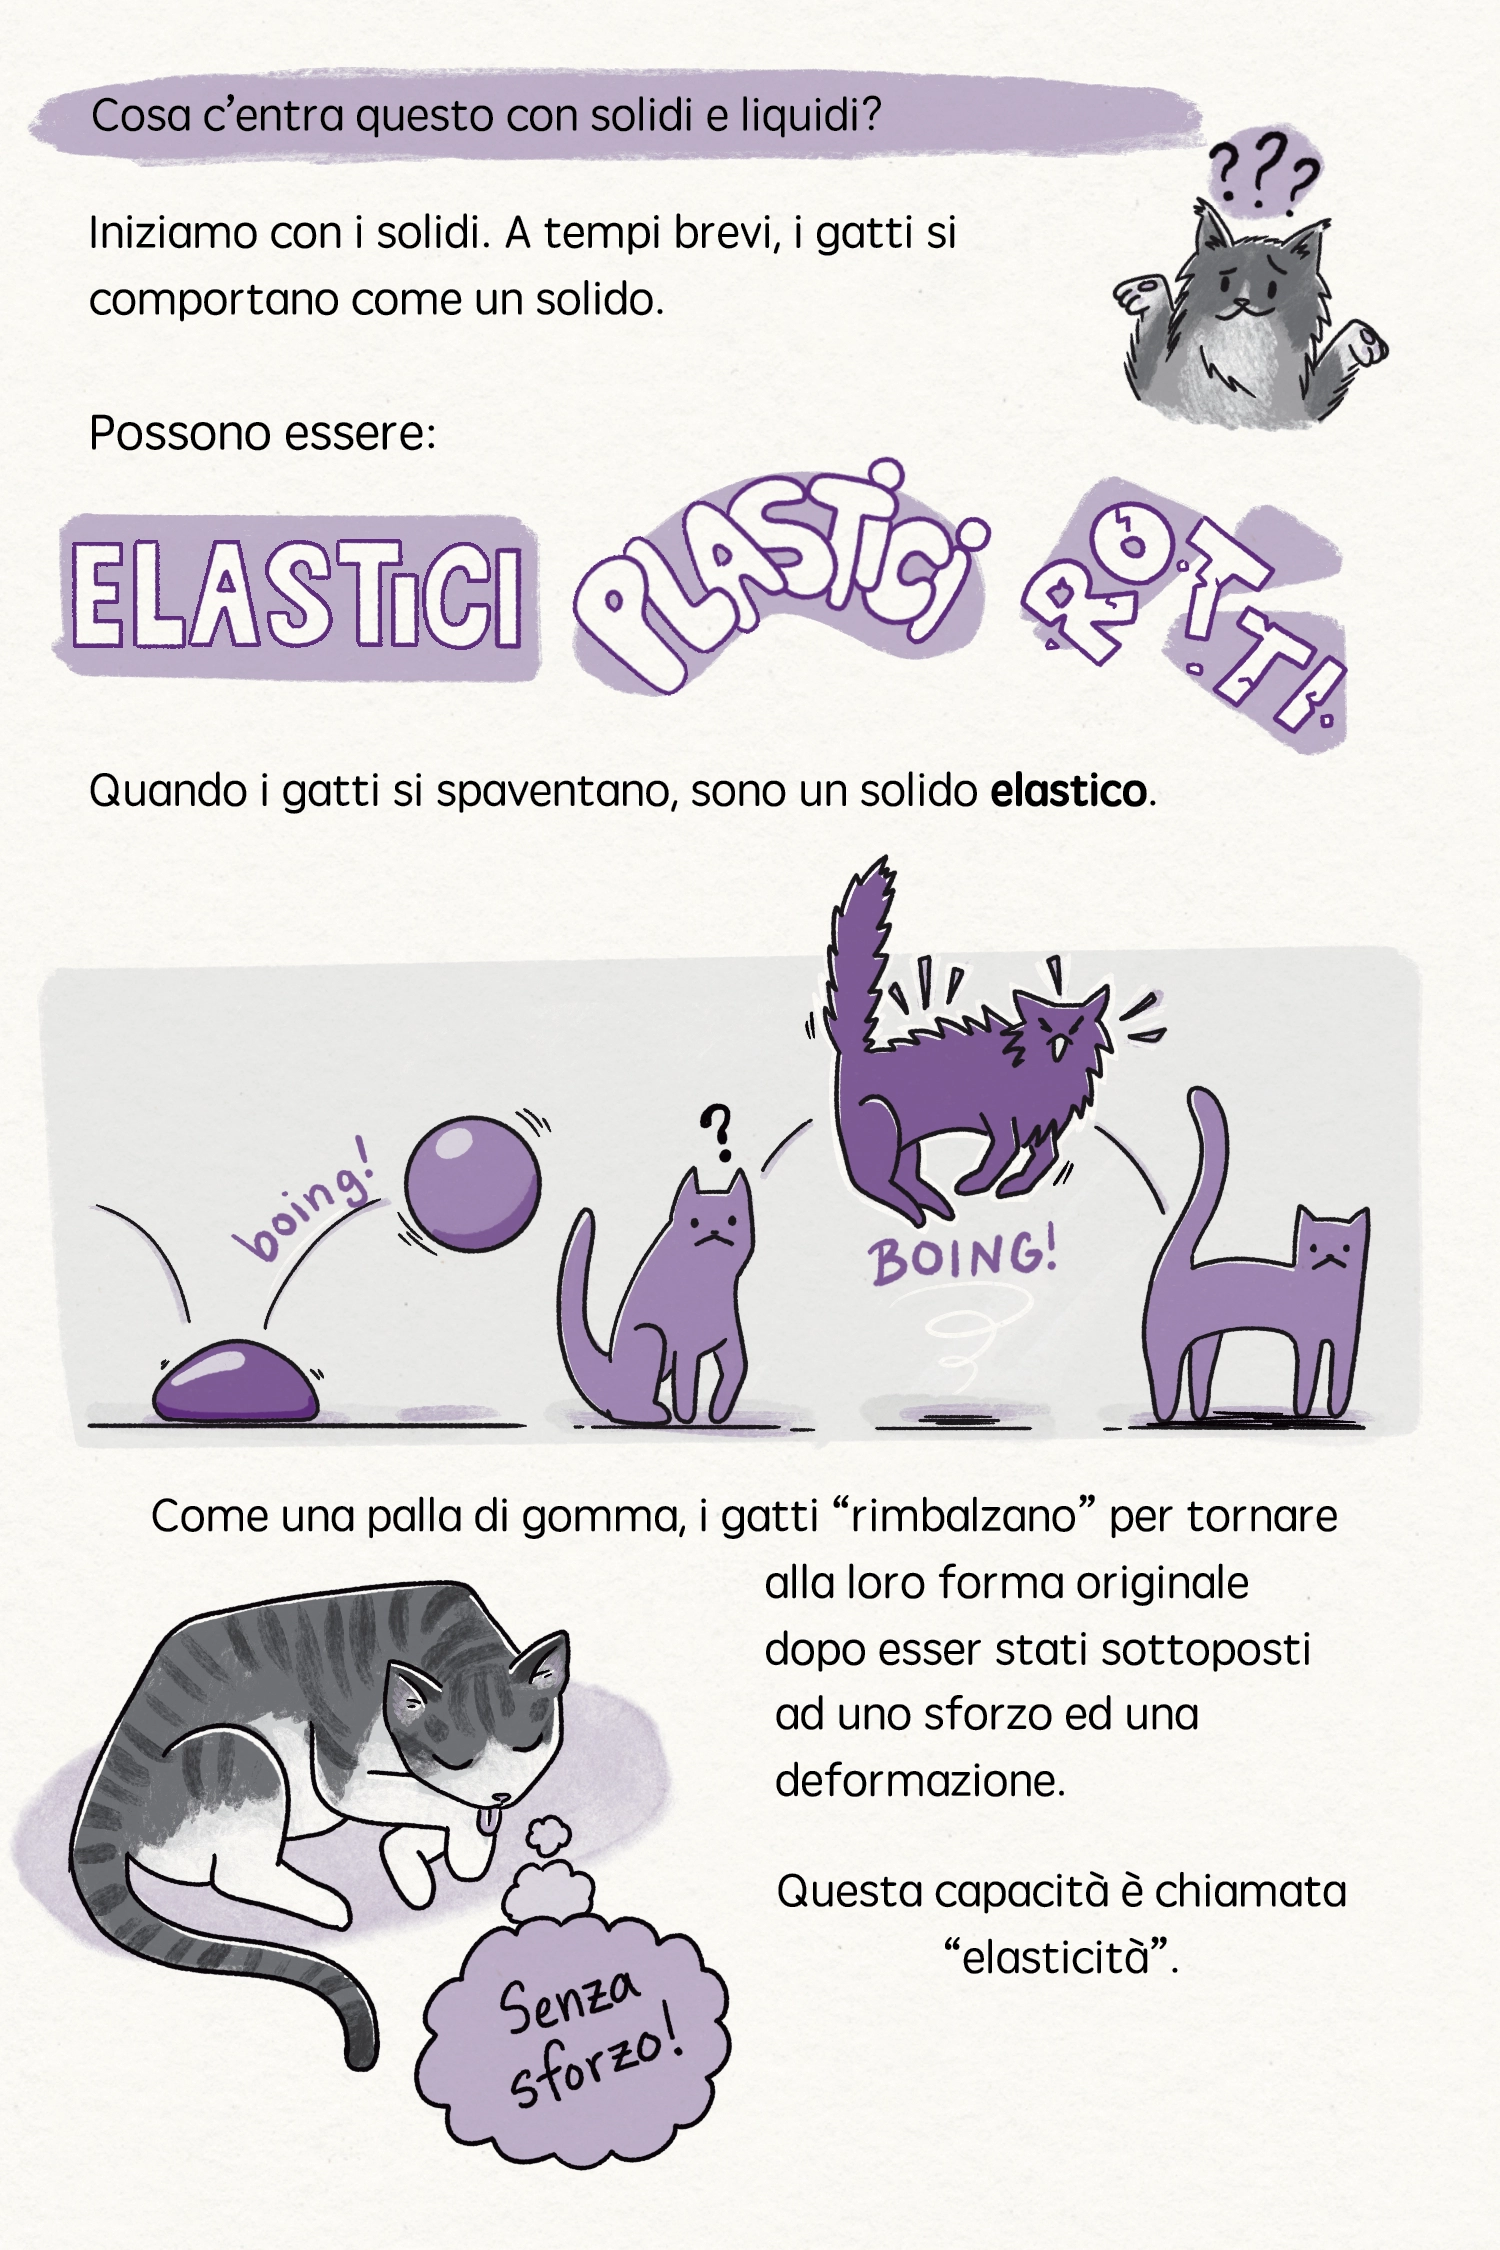 Cosa c’entra questo con solidi e liquidi?
???
Iniziamo con i solidi. A tempi brevi, i gatti si
comportano come un solido.
Possono essere:
ELASTICI
PLASTICI
ROTTI
Quando i gatti si spaventano, sono un solido elastico.
boing!
?
BOING!
Come una palla di gomma, i gatti “rimbalzano” per tornare
alla loro forma originale
dopo esser stati sottoposti
ad uno sforzo ed una
deformazione.
Questa capacità è chiamata
“elasticità”.
Senza
sforzo!